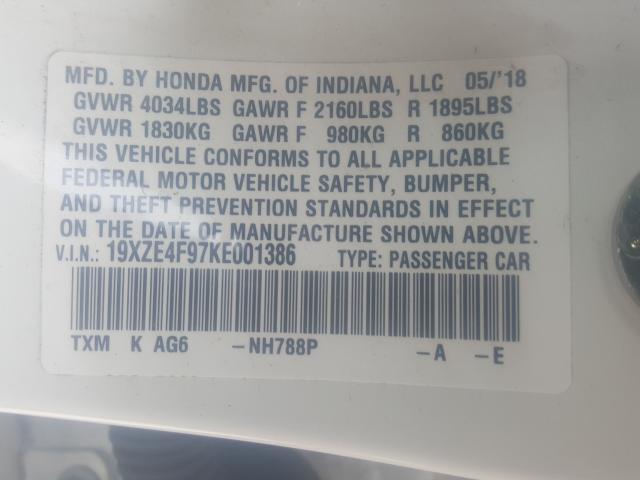 MFD. BY HONDA MFG. OF INDIANA, LLC 05/'18
GVWR 4034LBS GAWR F 2160LBS R 1895LBS
GVWR 1830KG GAWR F 980KG R 860KG
THIS VEHICLE CONFORMS TO ALL APPLICABLE
FEDERAL MOTOR VEHICLE SAFETY, BUMPER,
AND THEFT PREVENTION STANDARDS IN EFFECT
ON THE DATE OF MANUFACTURE SHOWN ABOVE.
V.I.N.: 19XZE4F97KE001386 TYPE: PASSENGER CAR
TXM K AG6 -NH788P -A -E